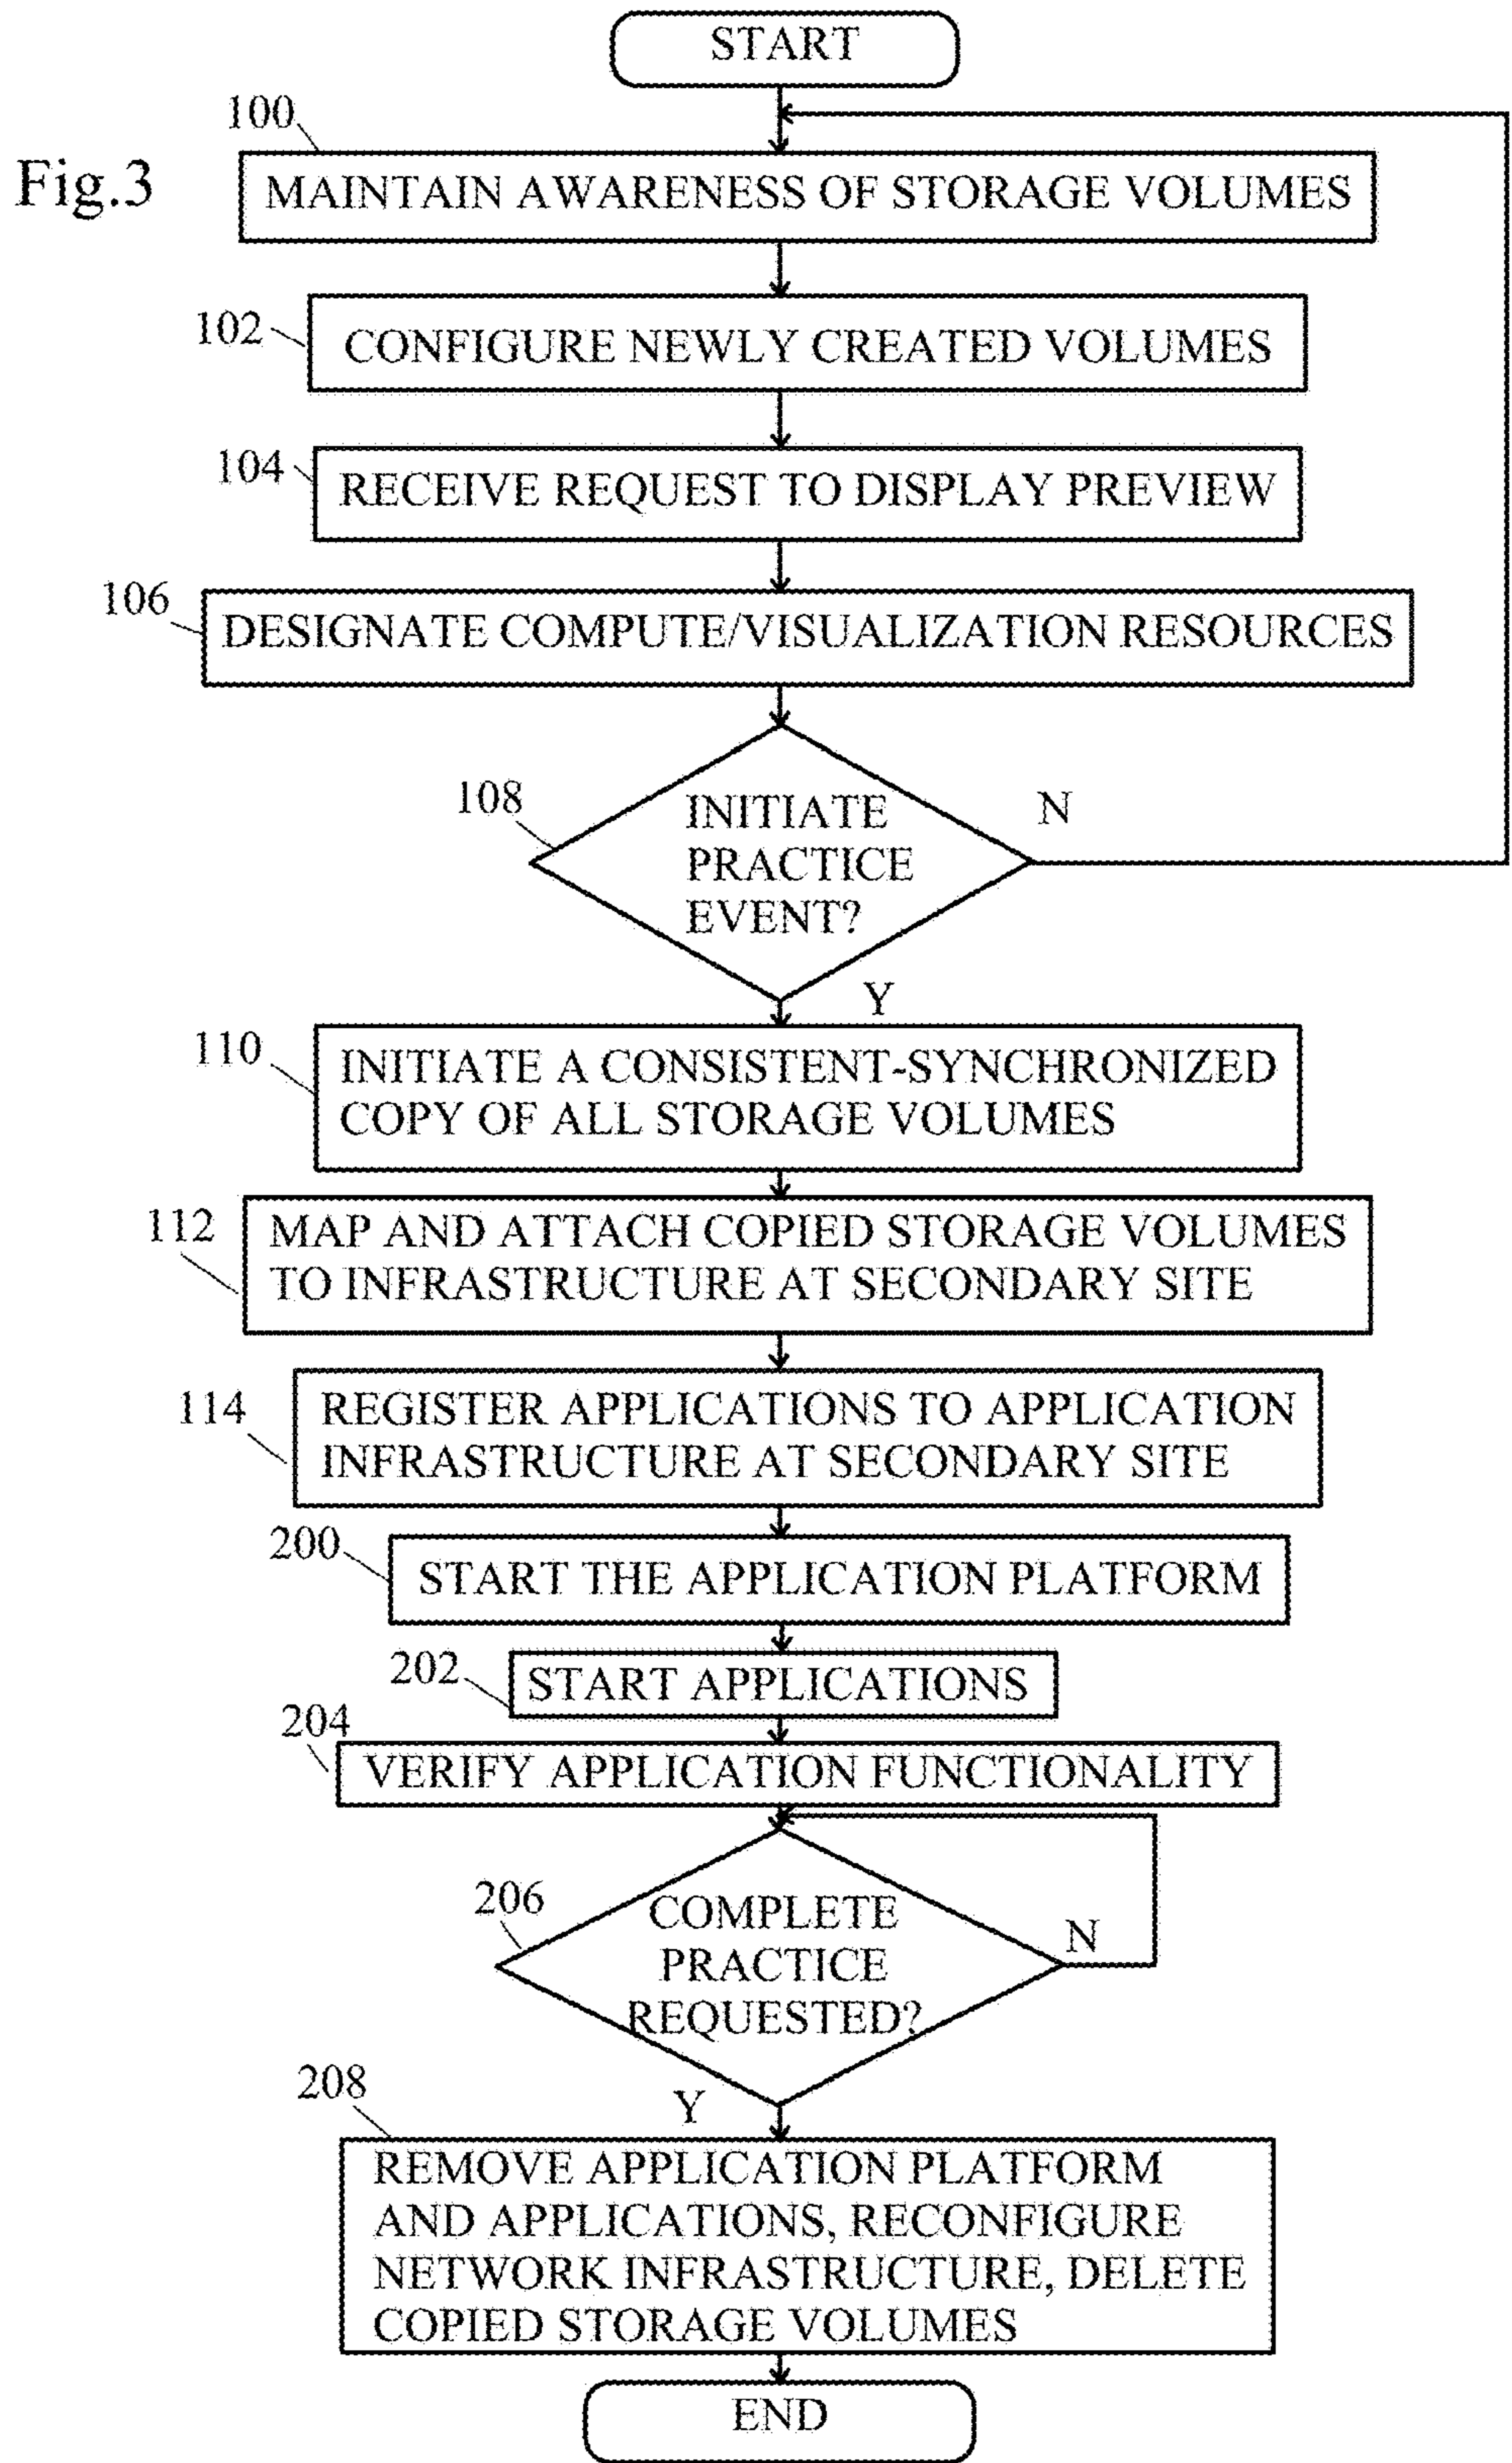 START
100
Fig.3
MAINTAIN AWARENESS OF STORAGE VOLUMES
102
CONFIGURE NEWLY CREATED VOLUMES
104
RECEIVE REQUEST TO DISPLAY PREVIEW
106
DESIGNATE COMPUTE/VISUALIZATION RESOURCES
108
INITIATE
PRACTICE
EVENT?
N
Y
110
INITIATE A CONSISTENT-SYNCHRONIZED
COPY OF ALL STORAGE VOLUMES
112
MAP AND ATTACH COPIED STORAGE VOLUMES
TO INFRASTRUCTURE AT SECONDARY SITE
114
REGISTER APPLICATIONS TO APPLICATION
INFRASTRUCTURE AT SECONDARY SITE
200
START THE APPLICATION PLATFORM
202
START APPLICATIONS
204
VERIFY APPLICATION FUNCTIONALITY
206
COMPLETE
PRACTICE
REQUESTED?
N
Y
208
REMOVE APPLICATION PLATFORM
AND APPLICATIONS, RECONFIGURE
NETWORK INFRASTRUCTURE, DELETE
COPIED STORAGE VOLUMES
END